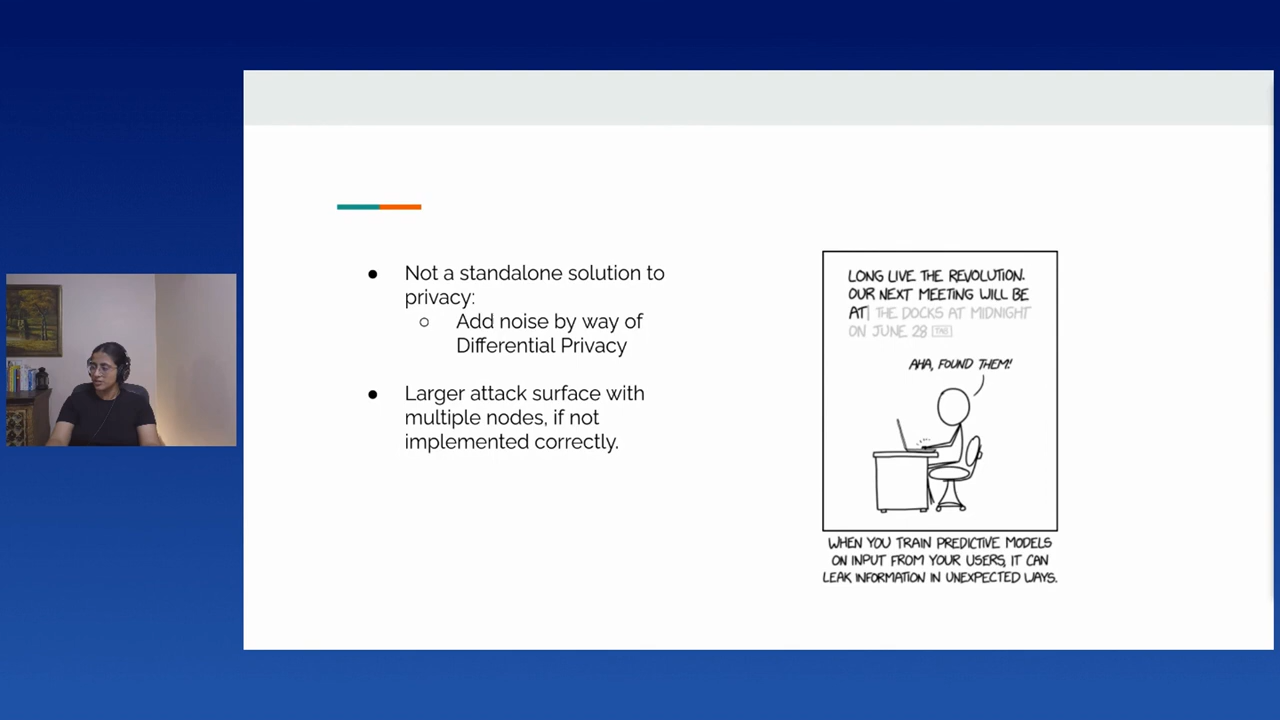 ● Not a standalone solution to
privacy:
○ Add noise by way of
Differential Privacy
● Larger attack surface with
multiple nodes, if not
implemented correctly.
LONG LIVE THE REVOLUTION.
OUR NEXT MEETING WILL BE
AT| THE DOCKS AT MIDNIGHT
ON JUNE 28 TAB
AHA, FOUND THEM!
WHEN YOU TRAIN PREDICTIVE MODELS
ON INPUT FROM YOUR USERS, IT CAN
LEAK INFORMATION IN UNEXPECTED WAYS.